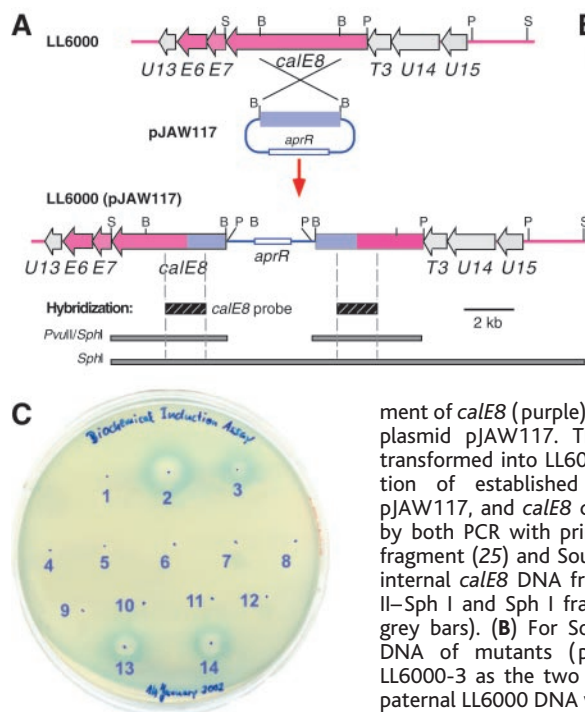 A
B
LL6000
S B B P P S
calE8
U13 E6 E7 T3 U14 U15
B B
pJAW117
aprR
LL6000 (pJAW117)
S B B P B P B P P S
U13 E6 E7 calE8 aprR T3 U14 U15
Hybridization: calE8 probe
2 kb
PvuII/SphI
SphI
C
Biochemical Induction Assay
1 2 3
4 5 6 7 8
9 10 11 12
13 14
14 January 2002
ment of calE8 (purple)
plasmid pJAW117. T
transformed into LL60
tion of established
pJAW117, and calE8 c
by both PCR with pri
fragment (25) and Sou
internal calE8 DNA fr
II–Sph I and Sph I fra
grey bars). (B) For So
DNA of mutants (p
LL6000-3 as the two
paternal LL6000 DNA